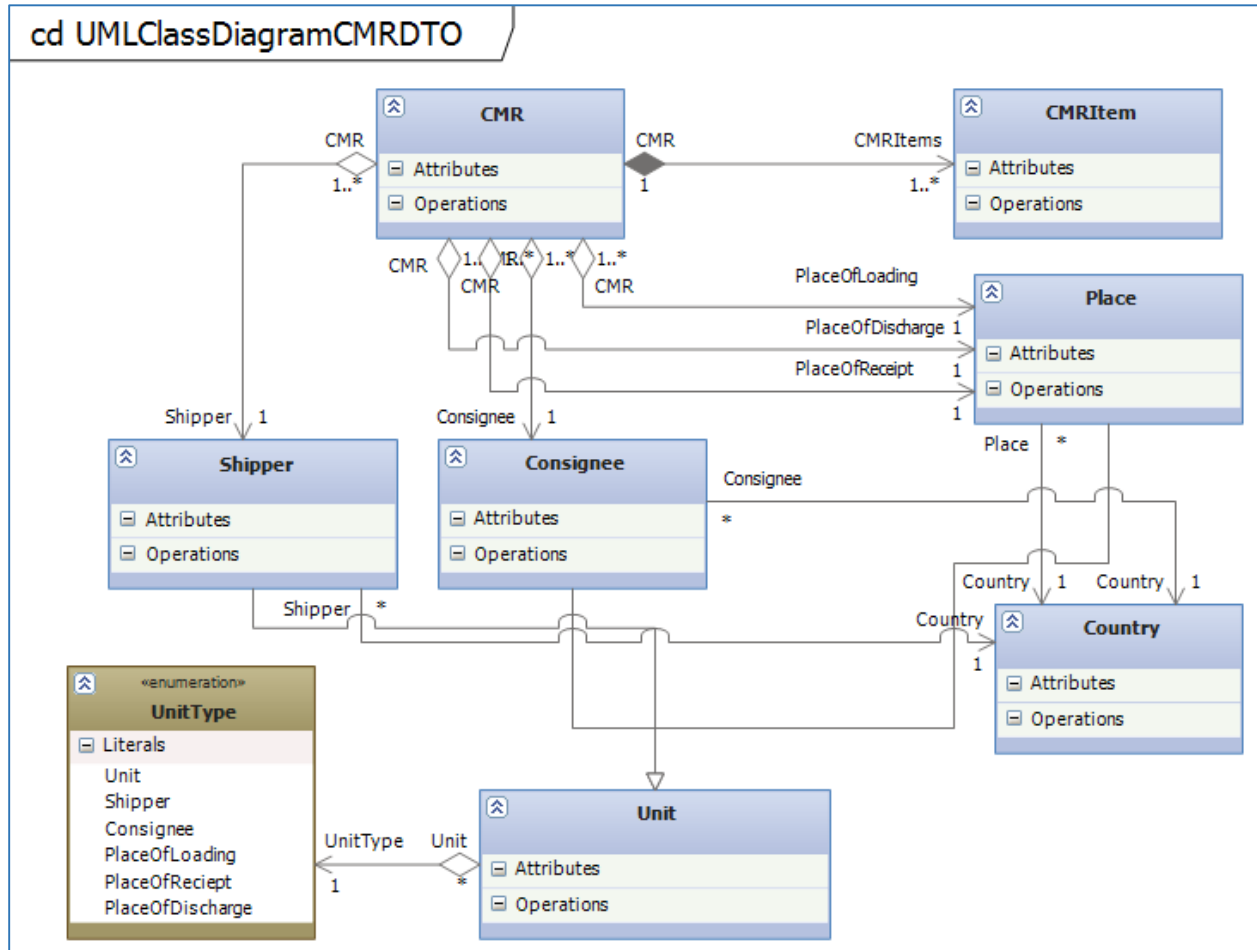 cd UMLClassDiagramCMRDTO
CMR
Attributes
Operations
CMRItem
Attributes
Operations
CMR
1..*
CMR
1
CMRItems
1..*
CMR
CMR
1..*
1..*
CMR
PlaceOfLoading
PlaceOfDischarge 1
PlaceOfReceipt 1
1
Place
Attributes
Operations
Shipper 1
Consignee 1
Shipper
Attributes
Operations
Consignee
Attributes
Operations
Consignee
*
Place *
Country 1
Country 1
Shipper *
Country
1
Country
Attributes
Operations
«enumeration»
UnitType
Literals
Unit
Shipper
Consignee
PlaceOfLoading
PlaceOfReciept
PlaceOfDischarge
UnitType
1
Unit
*
Unit
Attributes
Operations